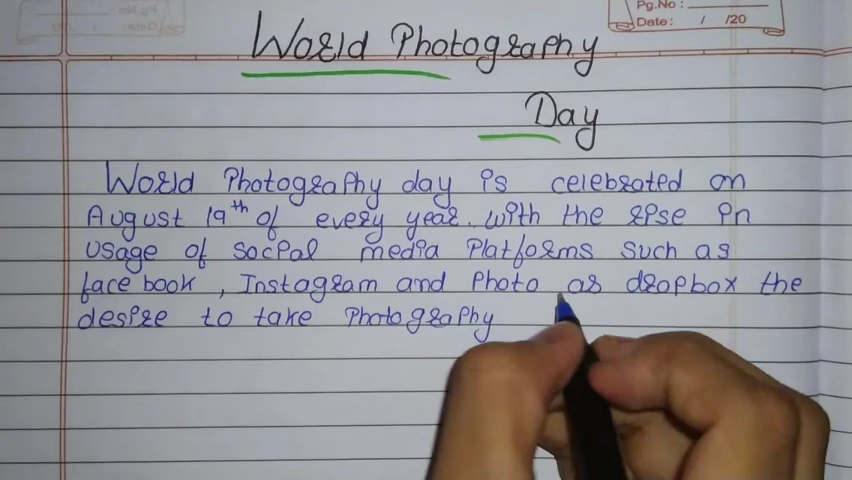 Pg.No :
Date : / /20
World Photography
Day
World Photography day is celebrated on
August 19th of every year. with the rise in
usage of social media Platforms such as
face book , Instagram and Photo as dropbox the
desire to take Photography